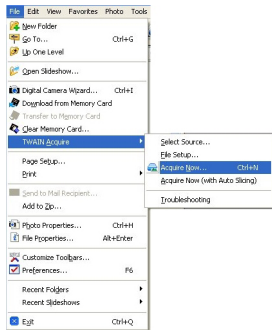 File Edit View Favorites Photo Tools
New Folder
Go To... Ctrl+G
Up One Level
Open Slideshow...
Digital Camera Wizard... Ctrl+I
Download from Memory Card
Transfer to Memory Card
Clear Memory Card...
TWAIN Acquire
Select Source...
File Setup...
Acquire Now... Ctrl+N
Acquire Now (with Auto Slicing)
Troubleshooting
Page Setup...
Print
Send to Mail Recipient...
Add to Zip...
Photo Properties... Ctrl+H
File Properties... Alt+Enter
Customize Toolbars...
Preferences... F6
Recent Folders
Recent Slideshows
Exit Ctrl+Q